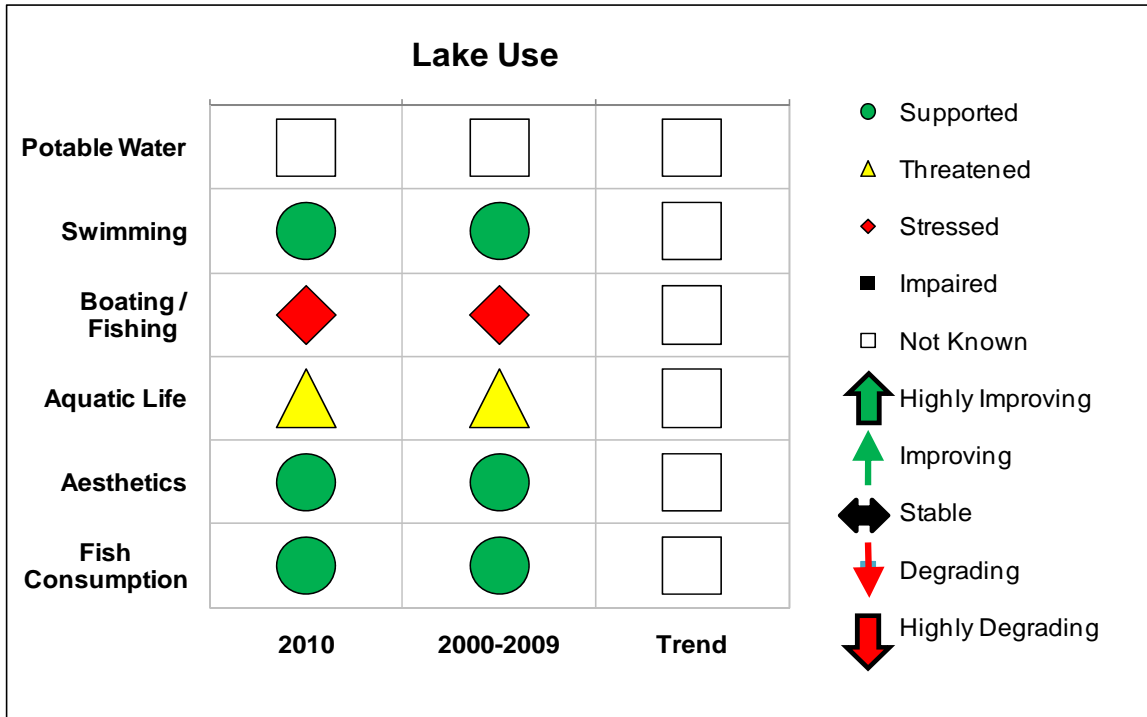 Lake Use
Potable Water
Swimming
Boating /
Fishing
Aquatic Life
Aesthetics
Fish
Consumption
2010
2000-2009
Trend
Supported
Threatened
Stressed
Impaired
Not Known
Highly Improving
Improving
Stable
Degrading
Highly Degrading